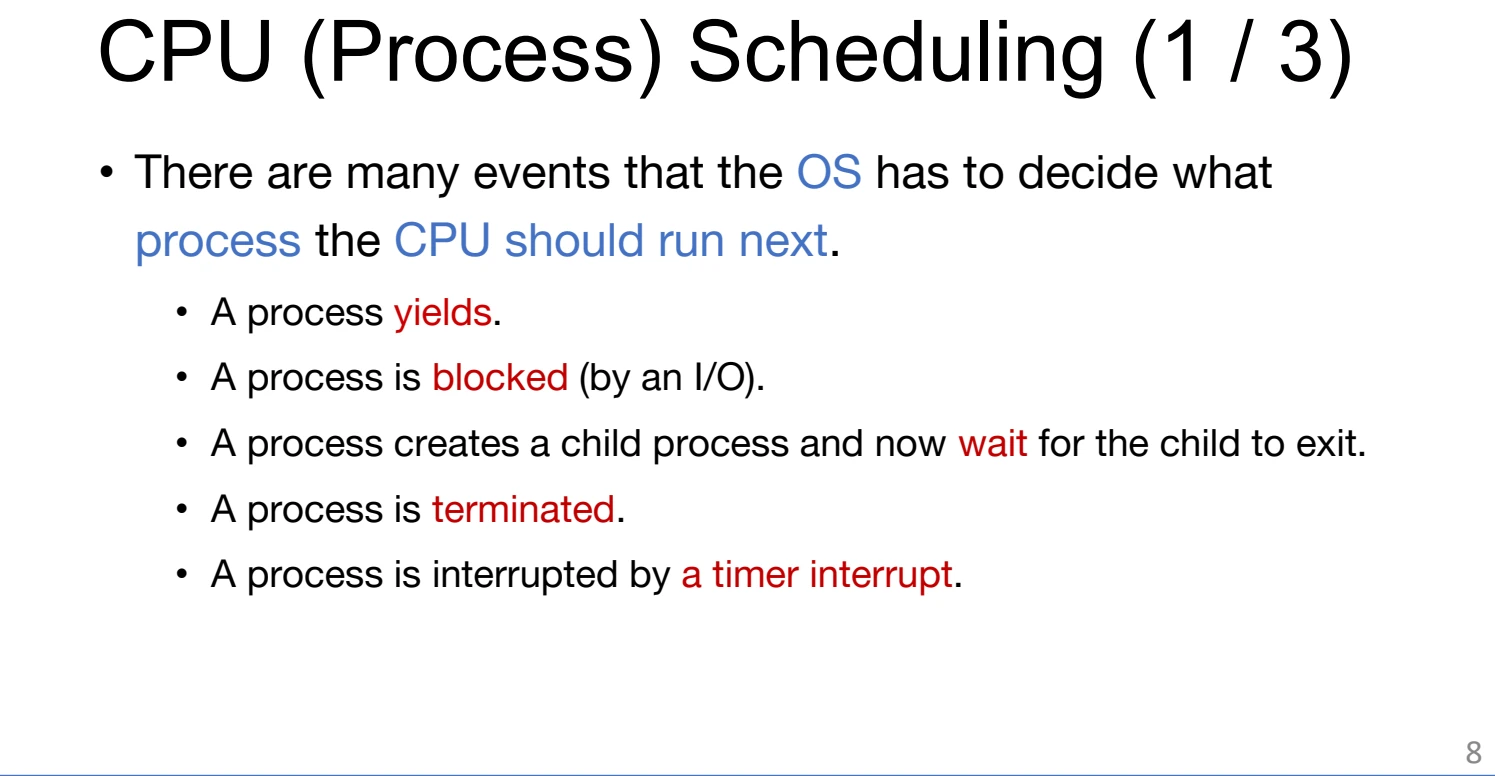 CPU (Process) Scheduling (1 / 3)
• There are many events that the OS has to decide what
process the CPU should run next.
• A process yields.
• A process is blocked (by an I/O).
• A process creates a child process and now wait for the child to exit.
• A process is terminated.
• A process is interrupted by a timer interrupt.
8